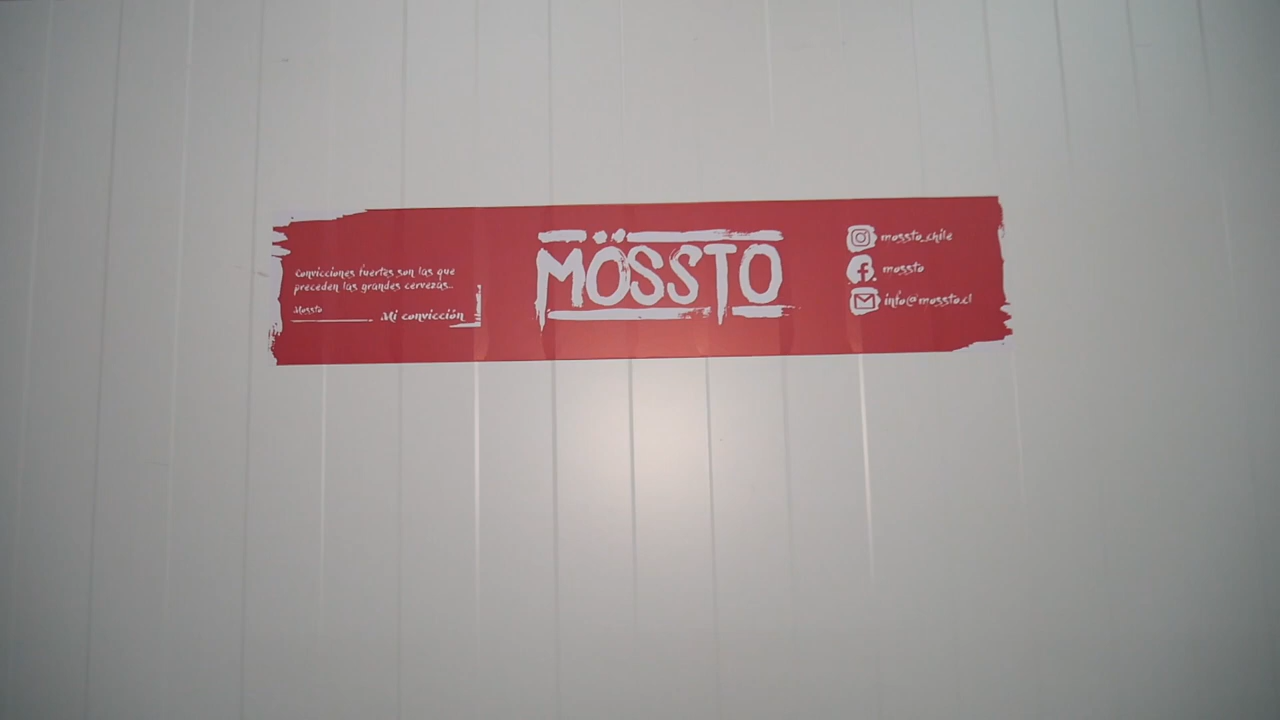 Convicciones fuertes son las que
preceden las grandes cervezas...
Mossto
Mi convicción
MÖSSTO
mossto_chile
mossto
info@mossto.cl